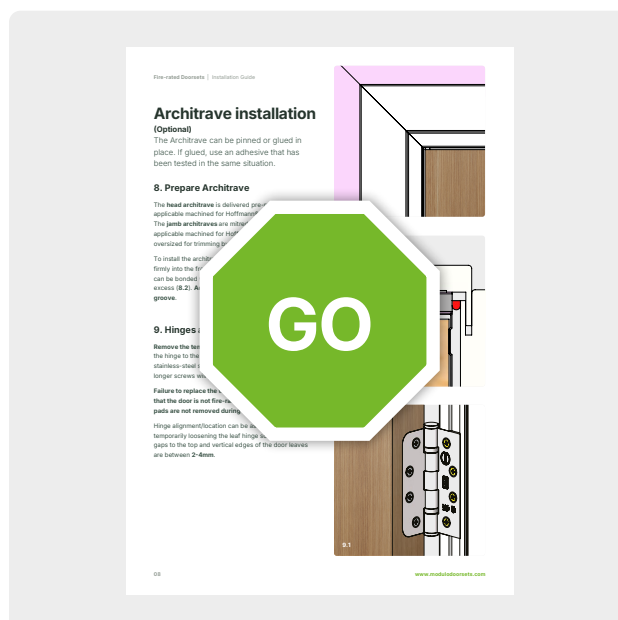 Fire-rated Doorsets | Installation Guide
Architrave installation
(Optional)
The Architrave can be pinned or glued in
place. If glued, use an adhesive that has
been tested in the same situation.
8. Prepare Architrave
The head architrave is delivered
applicable machined for Hoffmann
The jamb architraves are
applicable machined for
oversized for trimming
To install the
firmly into the
can be bonded
excess (8.2).
groove.
GO
9. Hinges
Remove the
the hinge to the
stainless-steel
longer screws
Failure to replace the
that the door is not
pads are not removed during
Hinge alignment/location can be
temporarily loosening the leaf hinge
gaps to the top and vertical edges of the door leaves
are between 2-4mm.
9.1
08
www.modulodoorsets.com